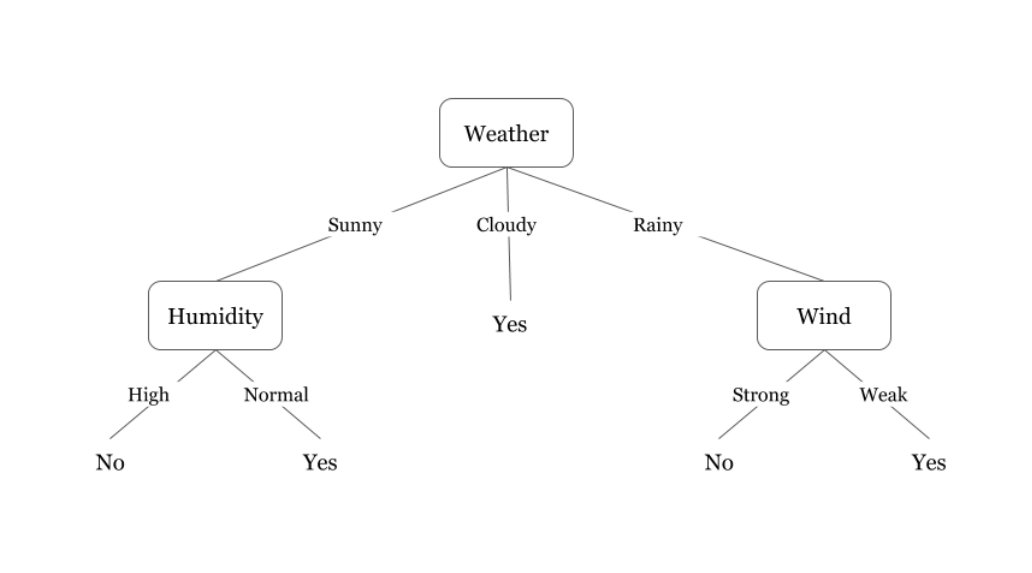 Weather
Sunny
Cloudy
Rainy
Humidity
Yes
Wind
High
Normal
Strong
Weak
No
Yes
No
Yes